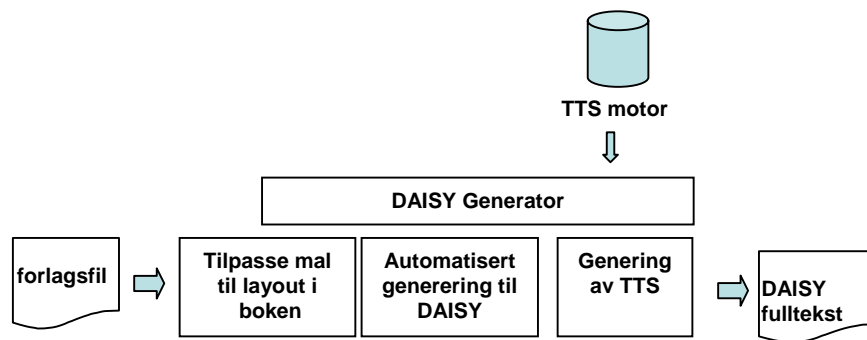 TTS motor
DAISY Generator
forlagsfil
Tilpasse mal
til layout i
boken
Automatisert
generering til
DAISY
Genering
av TTS
DAISY
fulltekst